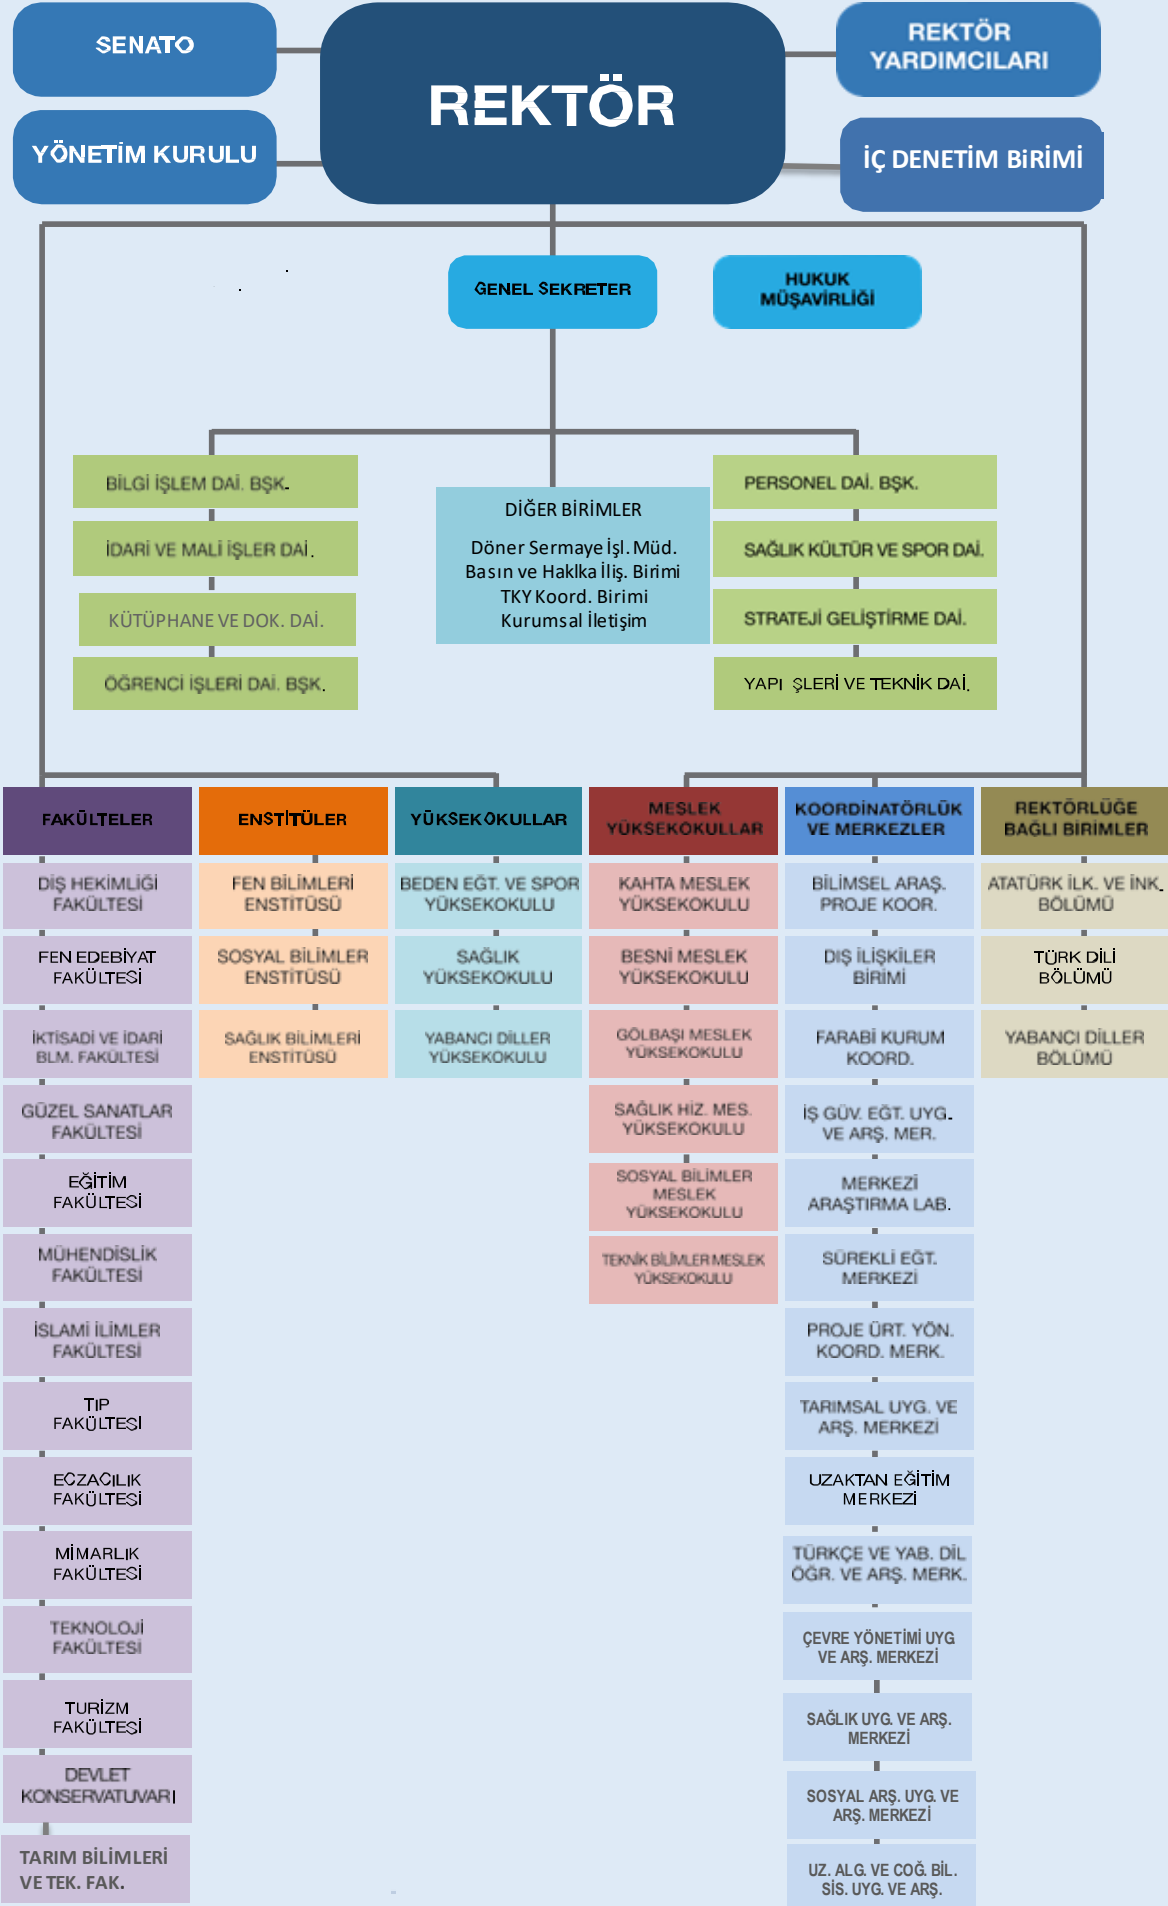 SENATO
REKTÖR
YÖNETİM KURULU
REKTÖR
YARDIMCILARI
İÇ DENETİM BiRİMİ
GENEL SEKRETER
HUKUK
MÜŞAVİRLİĞİ
BİLGİ İŞLEM DAİ. BŞK.
İDARİ VE MALİ İŞLER DAİ.
KÜTÜPHANE VE DOK. DAİ.
ÖĞRENCİ İŞLERİ DAİ. BŞK.
DİĞER BİRİMLER
Döner Sermaye İşl. Müd.
Basın ve Haklka İliş. Birimi
TKY Koord. Birimi
Kurumsal İletişim
PERSONEL DAİ. BŞK.
SAĞLIK KÜLTÜR VE SPOR DAİ.
STRATEJİ GELİŞTİRME DAİ.
YAPI ŞLERİ VE TEKNİK DAİ.
FAKÜLTELER
DİŞ HEKİMLİĞİ
FAKÜLTESİ
FEN EDEBİYAT
FAKÜLTESİ
İKTİSADİ VE İDARİ
BLM. FAKÜLTESİ
GÜZEL SANATLAR
FAKÜLTESİ
EĞİTİM
FAKÜLTESİ
MÜHENDİSLİK
FAKÜLTESİ
İSLAMİ İLİMLER
FAKÜLTESİ
TIP
FAKÜLTESİ
ECZACILIK
FAKÜLTESİ
MİMARLIK
FAKÜLTESİ
TEKNOLOJİ
FAKÜLTESİ
TURİZM
FAKÜLTESİ
DEVLET
KONSERVATUVARI
TARIM BİLİMLERİ
VE TEK. FAK.
ENSTİTÜLER
FEN BİLİMLERİ
ENSTİTÜSÜ
SOSYAL BİLİMLER
ENSTİTÜSÜ
SAĞLIK BİLİMLERİ
ENSTİTÜSÜ
YÜKSEKOKULLAR
BEDEN EĞT. VE SPOR
YÜKSEKOKULU
SAĞLIK
YÜKSEKOKULU
YABANCI DİLLER
YÜKSEKOKULU
MESLEK
YÜKSEKOKULLAR
KAHTA MESLEK
YÜKSEKOKULU
BESNİ MESLEK
YÜKSEKOKULU
GÖLBAŞI MESLEK
YÜKSEKOKULU
SAĞLIK HİZ. MES.
YÜKSEKOKULU
SOSYAL BİLİMLER
MESLEK
YÜKSEKOKULU
TEKNİK BİLİMLER MESLEK
YÜKSEKOKULU
KOORDİNATÖRLÜK
VE MERKEZLER
BİLİMSEL ARAŞ.
PROJE KOOR.
DIŞ İLİŞKİLER
BİRİMİ
FARABİ KURUM
KOORD.
İŞ GÜV. EĞT. UYG.
VE ARŞ. MER.
MERKEZİ
ARAŞTIRMA LAB.
SÜREKLİ EĞT.
MERKEZİ
PROJE ÜRT. YÖN.
KOORD. MERK.
TARIMSAL UYG. VE
ARŞ. MERKEZİ
UZAKTAN EĞİTİM
MERKEZİ
TÜRKÇE VE YAB. DİL
ÖĞR. VE ARŞ. MERK.
ÇEVRE YÖNETİMİ UYG
VE ARŞ. MERKEZİ
SAĞLIK UYG. VE ARŞ.
MERKEZİ
SOSYAL ARŞ. UYG. VE
ARŞ. MERKEZİ
UZ. ALG. VE COĞ. BİL.
SİS. UYG. VE ARŞ.
REKTÖRLÜĞE
BAĞLI BİRİMLER
ATATÜRK İLK. VE İNK.
BÖLÜMÜ
TÜRK DİLİ
BÖLÜMÜ
YABANCI DİLLER
BÖLÜMÜ